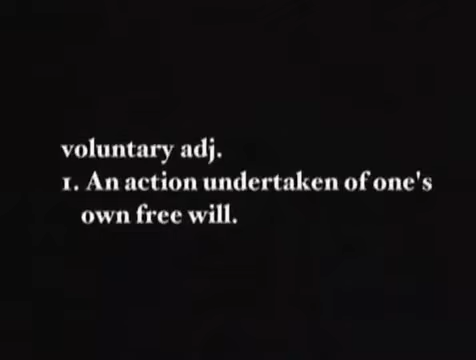 voluntary adj.
1. An action undertaken of one's
own free will.